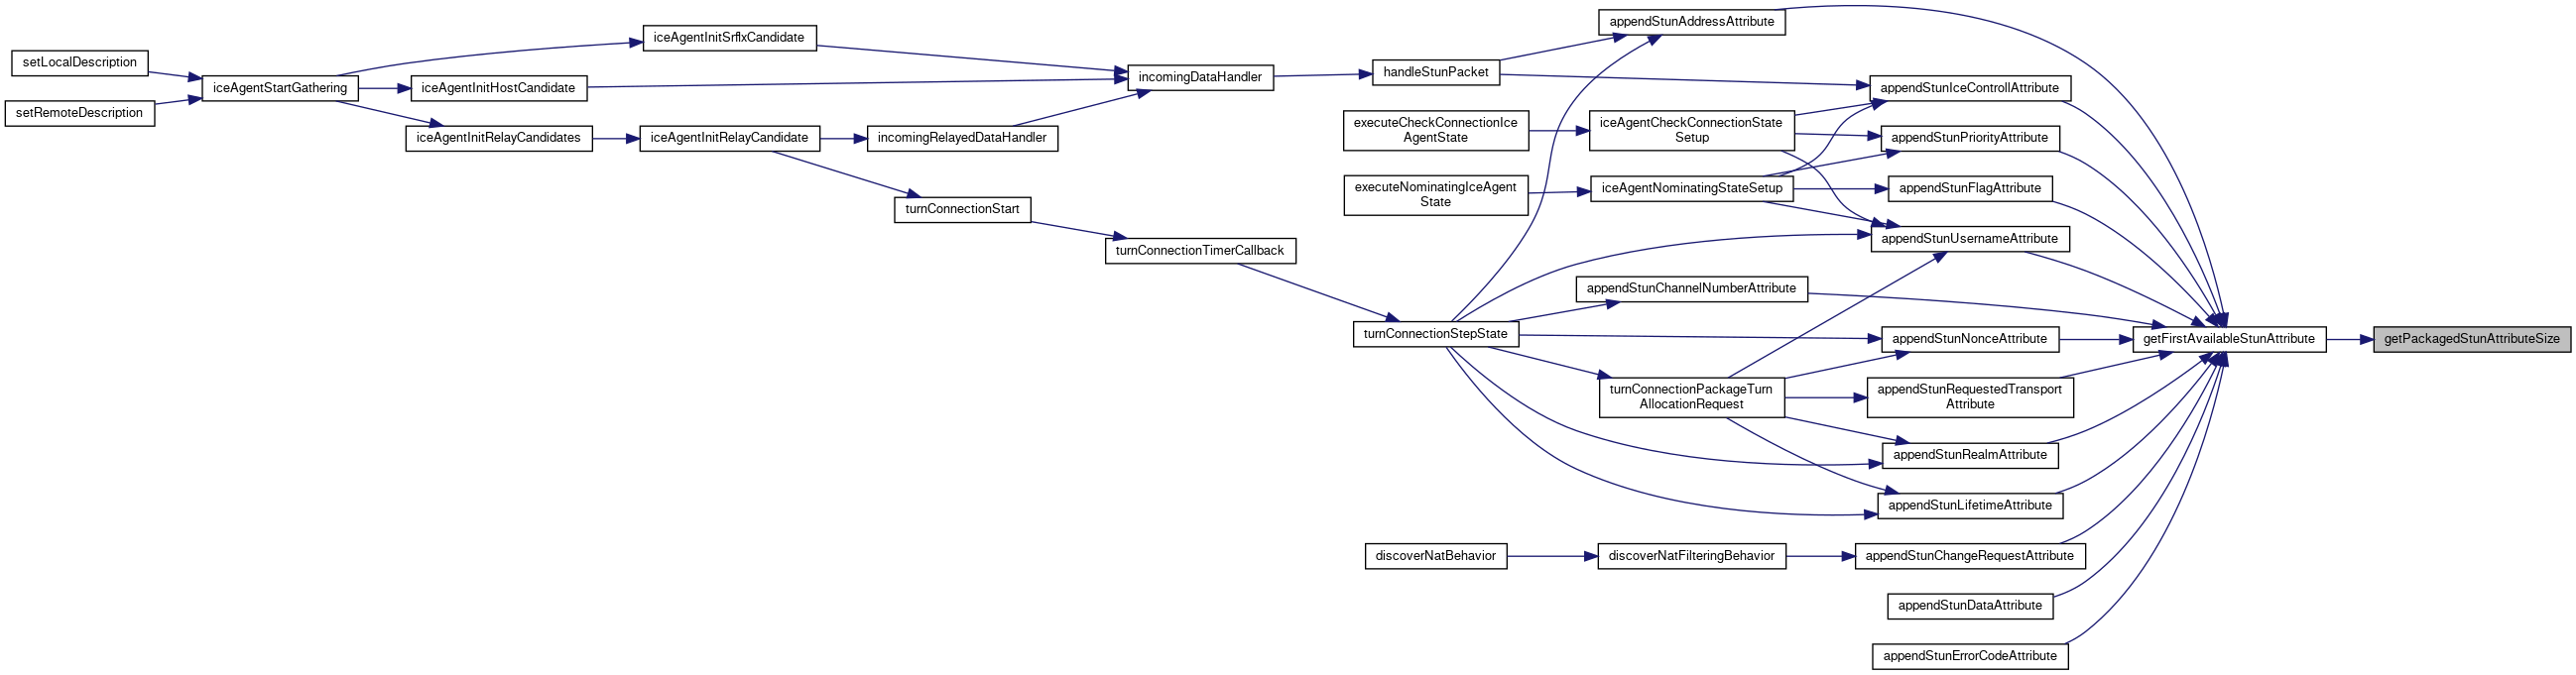 setLocalDescription
setRemoteDescription
iceAgentStartGathering
iceAgentInitSrflxCandidate
iceAgentInitHostCandidate
iceAgentInitRelayCandidates
iceAgentInitRelayCandidate
incomingRelayedDataHandler
turnConnectionStart
incomingDataHandler
turnConnectionTimerCallback
handleStunPacket
executeCheckConnectionIce
AgentState
executeNominatingIceAgent
State
turnConnectionStepState
discoverNatBehavior
appendStunAddressAttribute
iceAgentCheckConnectionState
Setup
iceAgentNominatingStateSetup
appendStunChannelNumberAttribute
turnConnectionPackageTurn
AllocationRequest
discoverNatFilteringBehavior
appendStunIceControllAttribute
appendStunPriorityAttribute
appendStunFlagAttribute
appendStunUsernameAttribute
appendStunNonceAttribute
appendStunRequestedTransport
Attribute
appendStunRealmAttribute
appendStunLifetimeAttribute
appendStunChangeRequestAttribute
appendStunDataAttribute
appendStunErrorCodeAttribute
getFirstAvailableStunAttribute
getPackagedStunAttributeSize